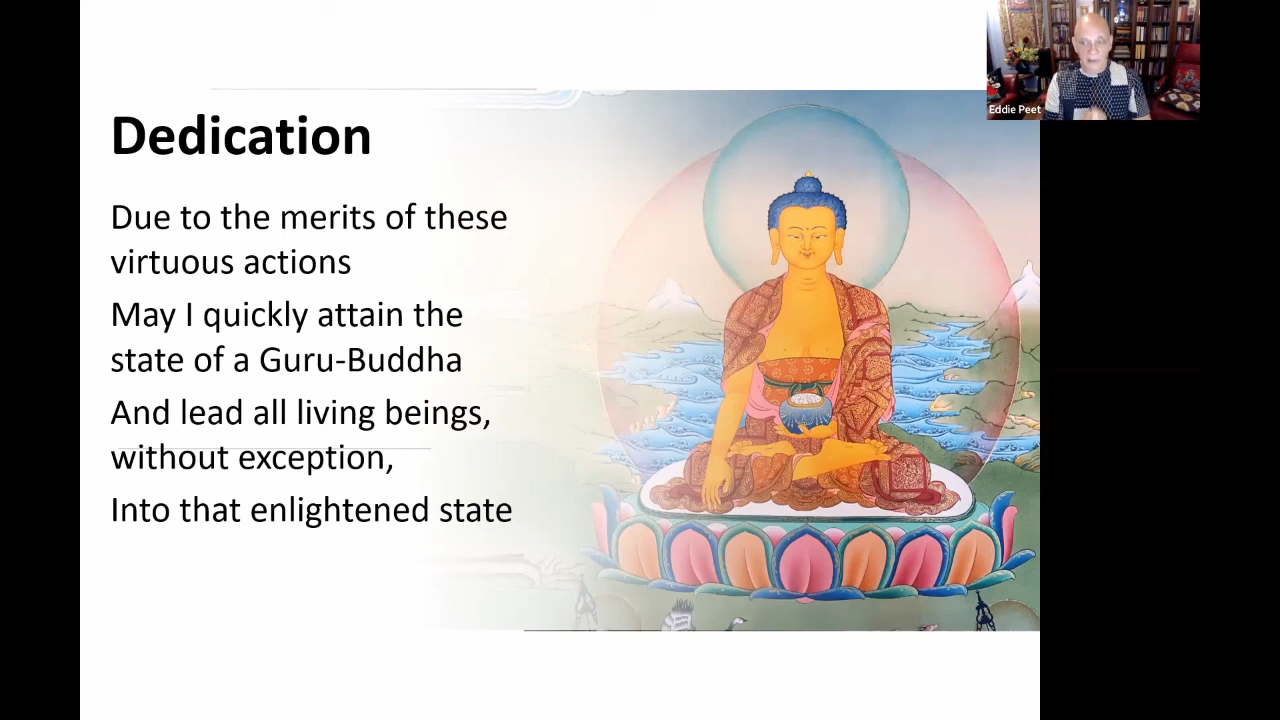 Dedication
Due to the merits of these
virtuous actions
May I quickly attain the
state of a Guru-Buddha
And lead all living beings,
without exception,
Into that enlightened state
Eddie Peet